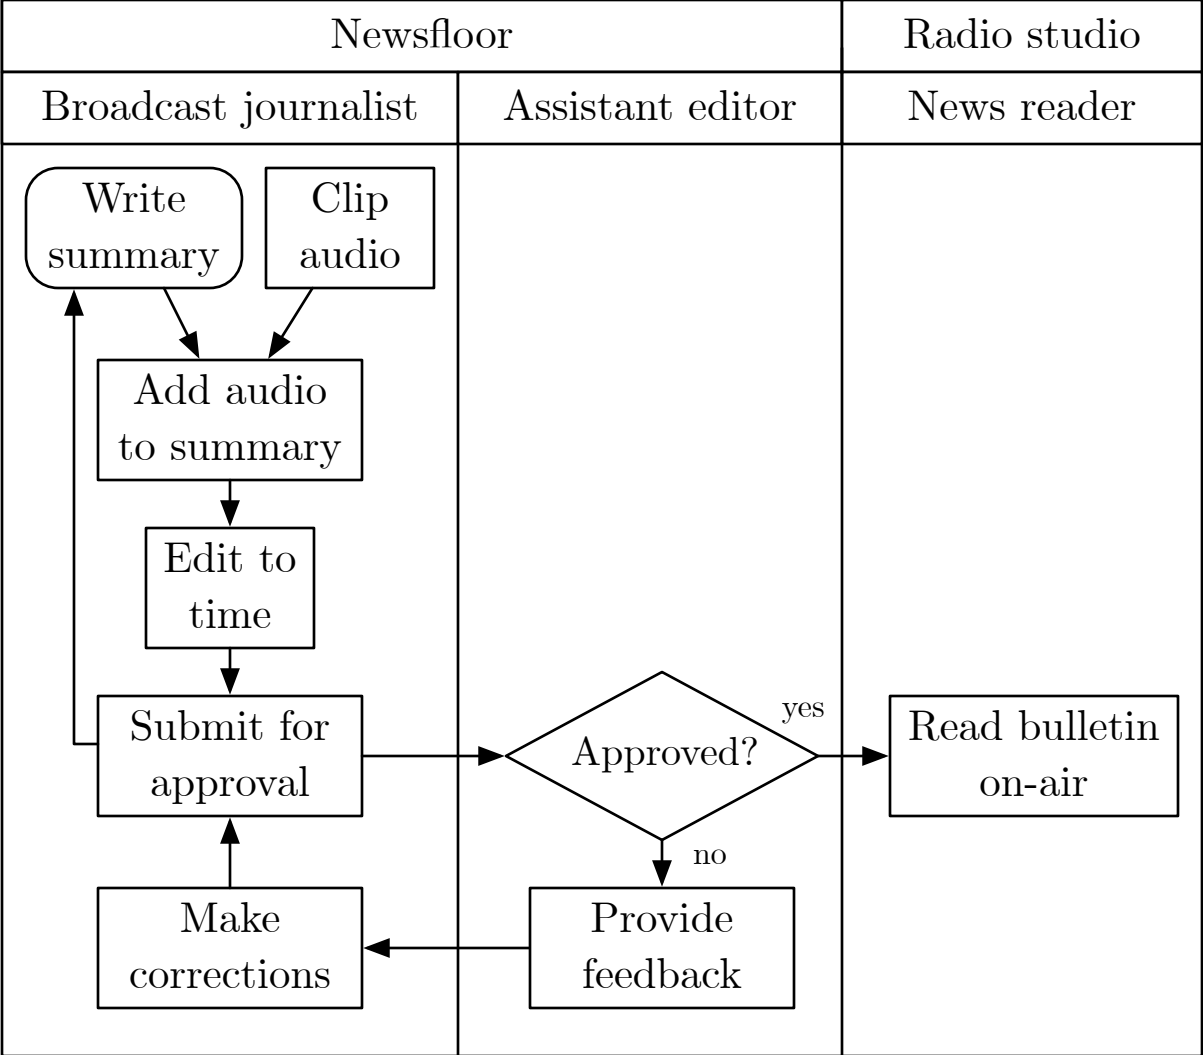 Newsfloor
Radio studio
Broadcast journalist
Assistant editor
News reader
Write
summary
Clip
audio
Add audio
to summary
Edit to
time
Submit for
approval
Approved?
yes
Read bulletin
on-air
no
Make
corrections
Provide
feedback